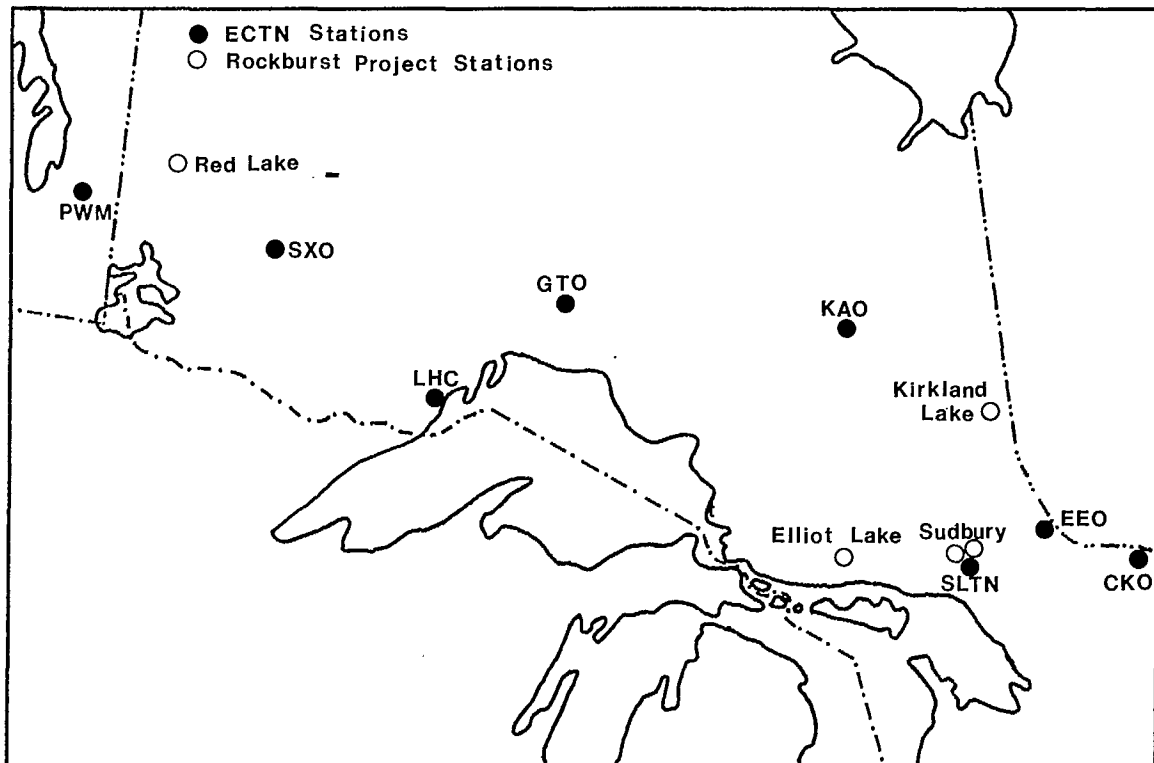 ECTN Stations
Rockburst Project Stations
Red Lake
PWM
SXO
GTO
KAO
LHC
Kirkland
Lake
Elliot Lake
Sudbury
EEO
SLTN
CKO